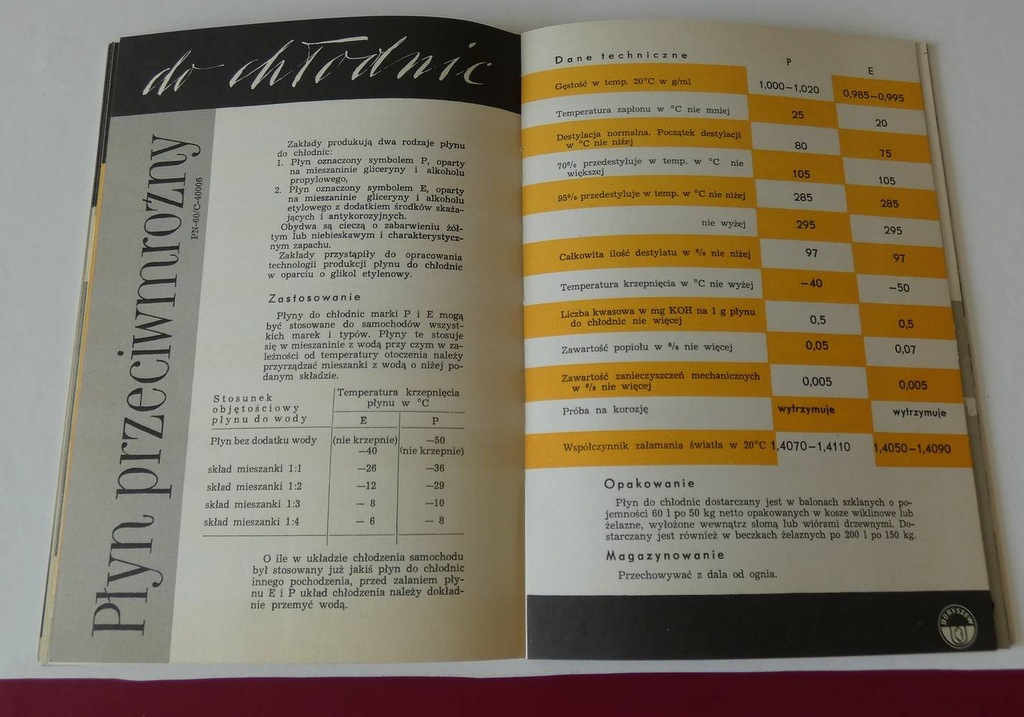 do chłodnic
Płyn przeciwmroźny
PN-60/C-40006
Zakłady produkują dwa rodzaje płynu
do chłodnic:
1. Płyn oznaczony symbolem P, oparty
na mieszaninie gliceryny i alkoholu
propylowego,
2. Płyn oznaczony symbolem E, oparty
na mieszaninie gliceryny i alkoholu
etylowego z dodatkiem środków skaża-
jących i antykorozyjnych.
Obydwa są cieczą o zabarwieniu żół-
tym lub niebieskawym i charakterystycz-
nym zapachu.
Zakłady przystąpiły do opracowania
technologii produkcji płynu do chłodnic
w oparciu o glikol etylenowy.
Zastosowanie
Płyny do chłodnic marki P i E mogą
być stosowane do samochodów wszyst-
kich marek i typów. Płyny te stosuje
się w mieszaninie z wodą przy czym w za-
leżności od temperatury otoczenia należy
przyrządzać mieszanki z wodą o niżej po-
danym składzie.
Stosunek objętościowy płynu do wody
Temperatura krzepnięcia
płynu w °C
E P
Płyn bez dodatku wody (nie krzepnie) —50
—40 (nie krzepnie)
skład mieszanki 1:1 —26 —36
skład mieszanki 1:2 —12 —29
skład mieszanki 1:3 — 8 —10
skład mieszanki 1:4 — 6 — 8
O ile w układzie chłodzenia samochodu
był stosowany już jakiś płyn do chłodnic
innego pochodzenia, przed zalaniem pły-
nu E i P układ chłodzenia należy dokład-
nie przemyć wodą.
Dane techniczne P E
Gęstość w temp. 20°C w g/ml 1,000—1,020 0,985—0,995
Temperatura zapłonu w °C nie mniej 25 20
Destylacja normalna. Początek destylacji
w °C nie niżej 80 75
70% przedestyluje w temp. w °C nie
większej 105 105
95% przedestyluje w temp. w °C nie niżej 285 285
nie wyżej 295 295
Całkowita ilość destylatu w % nie niżej 97 97
Temperatura krzepnięcia w °C nie wyżej —40 —50
Liczba kwasowa w mg KOH na 1 g płynu
do chłodnic nie więcej 0,5 0,5
Zawartość popiołu w % nie więcej 0,05 0,07
Zawartość zanieczyszczeń mechanicznych
w % nie więcej 0,005 0,005
Próba na korozję wytrzymuje wytrzymuje
Współczynnik załamania światła w 20°C 1,4070—1,4110 1,4050—1,4090
Opakowanie
Płyn do chłodnic dostarczany jest w balonach szklanych o po-
jemności 60 l po 50 kg netto opakowanych w kosze wiklinowe lub
żelazne, wyłożone wewnątrz słomą lub wiórami drzewnymi. Do-
starczany jest również w beczkach żelaznych po 200 l po 150 kg.
Magazynowanie
Przechowywać z dala od ognia.
BORYSZEW